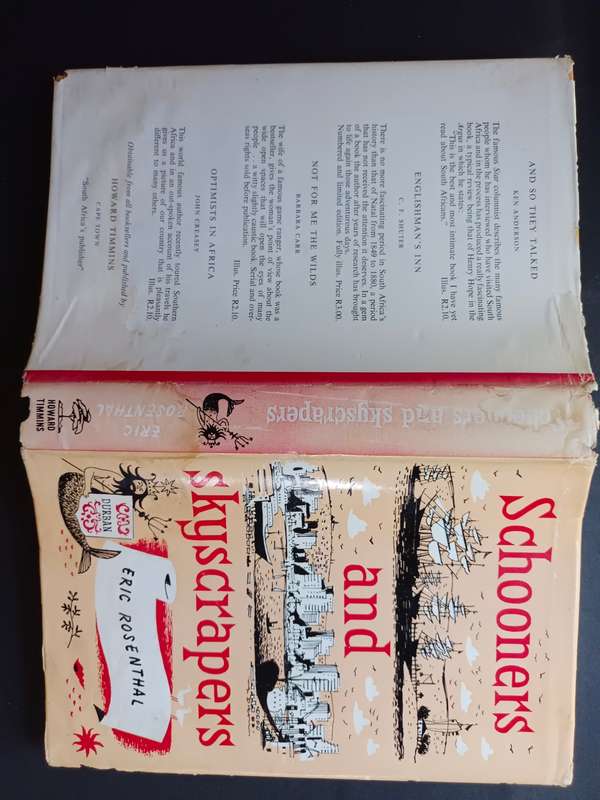 AND SO THEY TALKED
KEN ANDERSON
The famous Star columnist describes the many famous
people whom he has interviewed who have visited South
Africa and in the process has produced a really fascinating
book, a typical review being that of Henry Hope in the
Argus in which he states
"This is the best and most intimate book I have yet
read about South Africans."
Illus. R2.10.
ENGLISHMAN'S INN
C. F. SHUTER
There is no more fascinating period in South Africa's
history than that of Natal from 1849 to 1880, a period
that has not received the attention it deserves. In a gem
of a book the author after years of research has brought
to life again those adventurous days.
Numbered and limited edition. Fully illus. Price R3.00.
NOT FOR ME THE WILDS
BARBARA CARR
The wife of a famous game ranger, whose book was a
bestseller, gives the woman's point of view about the
wide open spaces that will open the eyes of many
people . . . a witty slightly caustic book. Serial and over-
seas rights sold before publication.
Illus. Price R2.10.
OPTIMISTS IN AFRICA
JOHN CREASEY
This world famous author recently toured Southern
Africa and in an out-spoken account of his travels he
gives us a picture of our country that is pleasantly
different to many others.
Illus. R2.10.
Obtainable from all booksellers and published by
HOWARD TIMMINS
CAPE TOWN
"South Africa's publisher"
schooners and skyscrapers
ERIC
ROSENTHAL
HOWARD
TIMMINS
Schooners
and
skyscrapers
DURBAN
ERIC ROSENTHAL